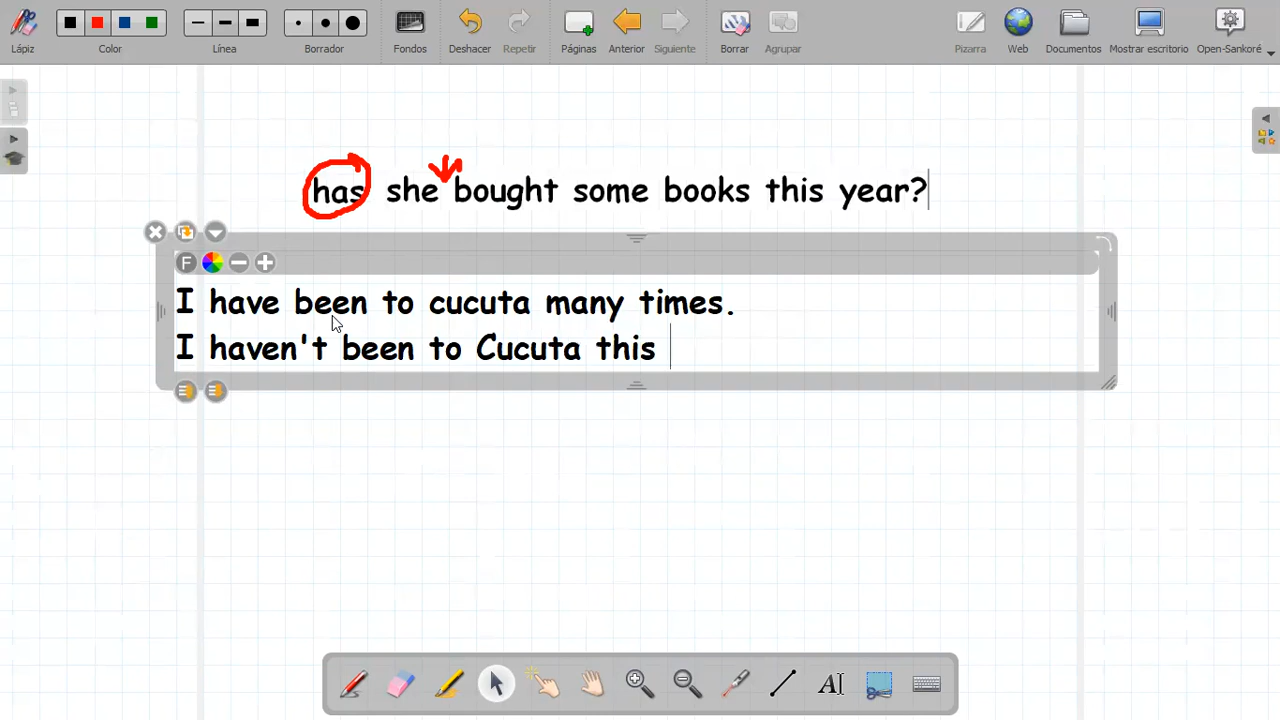 Lápiz Color Línea Borrador Fondos Deshacer Repetir Páginas Anterior Siguiente Borrar Agrupar Pizarra Web Documentos Mostrar escritorio Open-Sankoré
has she bought some books this year?
F
I have been to cucuta many times.
I haven't been to Cucuta this
AI